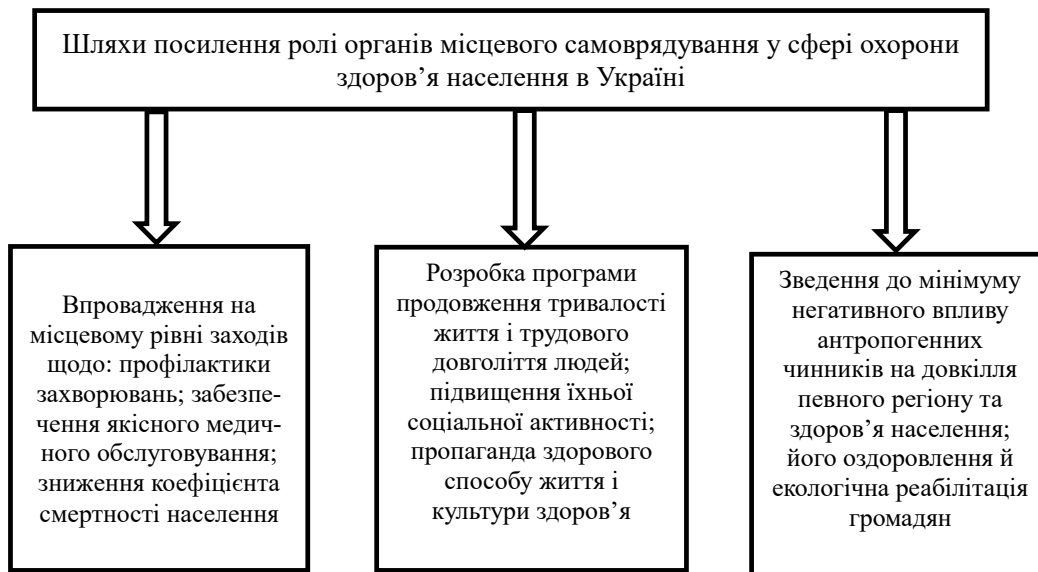 Шляхи посилення ролі органів місцевого самоврядування у сфері охорони
здоров’я населення в Україні
Впровадження на
місцевому рівні заходів
щодо: профілактики
захворювань; забезпе-
чення якісного медич-
ного обслуговування;
зниження коефіцієнта
смертності населення
Розробка програми
продовження тривалості
життя і трудового
довголіття людей;
підвищення їхньої
соціальної активності;
пропаганда здорового
способу життя і
культури здоров’я
Зведення до мінімуму
негативного впливу
антропогенних
чинників на довкілля
певного регіону та
здоров’я населення;
його оздоровлення й
екологічна реабілітація
громадян